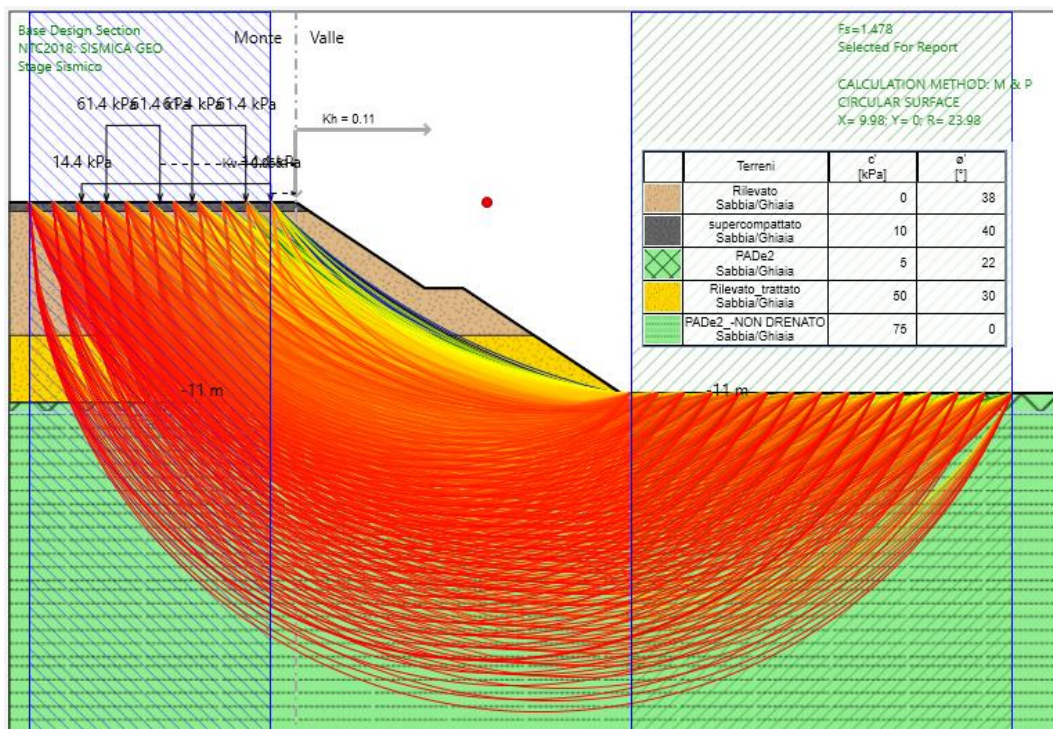 Base Design Section
NTC2018: SISMICA GEO
Stage Sismico
Monte
Valle
Fs=1.478
Selected For Report
CALCULATION METHOD: M & P
CIRCULAR SURFACE
X= 9.98; Y= 0; R= 23.98
61.4 kPa
61.4 kPa
61.4 kPa
61.4 kPa
Kh = 0.11
14.4 kPa
14.4 kPa
Terreni
c'
[kPa]
ø'
[°]
Rilevato
Sabbia/Ghiaia
0
38
supercompattato
Sabbia/Ghiaia
10
40
PADe2
Sabbia/Ghiaia
5
22
Rilevato_trattato
Sabbia/Ghiaia
50
30
PADe2_-NON DRENATO
Sabbia/Ghiaia
75
0
-11 m
-11 m